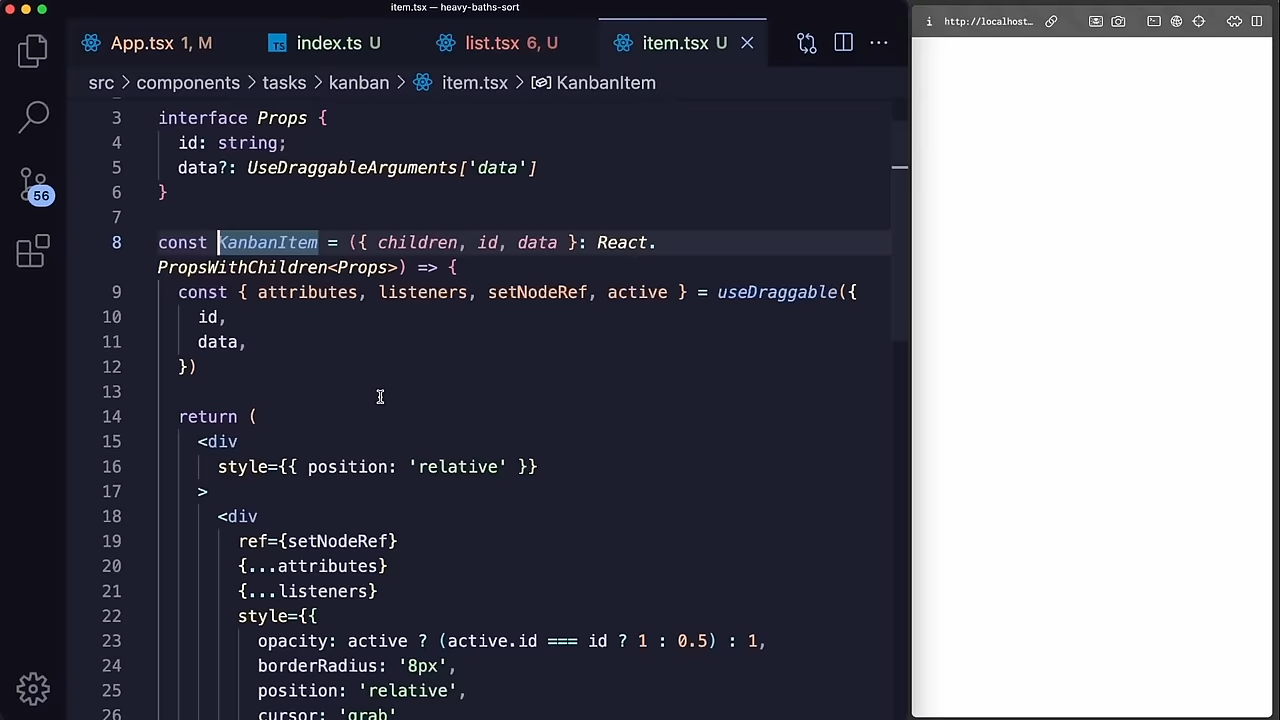 item.tsx — heavy-baths-sort
App.tsx 1, M
index.ts U
list.tsx 6, U
item.tsx U
http://localhost…
src > components > tasks > kanban > item.tsx > KanbanItem
3 interface Props {
4 id: string;
5 data?: UseDraggableArguments['data']
6 }
7
8 const KanbanItem = ({ children, id, data }: React.
PropsWithChildren<Props>) => {
9 const { attributes, listeners, setNodeRef, active } = useDraggable({
10 id,
11 data,
12 })
13
14 return (
15 <div
16 style={{ position: 'relative' }}
17 >
18 <div
19 ref={setNodeRef}
20 {...attributes}
21 {...listeners}
22 style={{
23 opacity: active ? (active.id === id ? 1 : 0.5) : 1,
24 borderRadius: '8px',
25 position: 'relative',
26 cursor: 'grab'
56